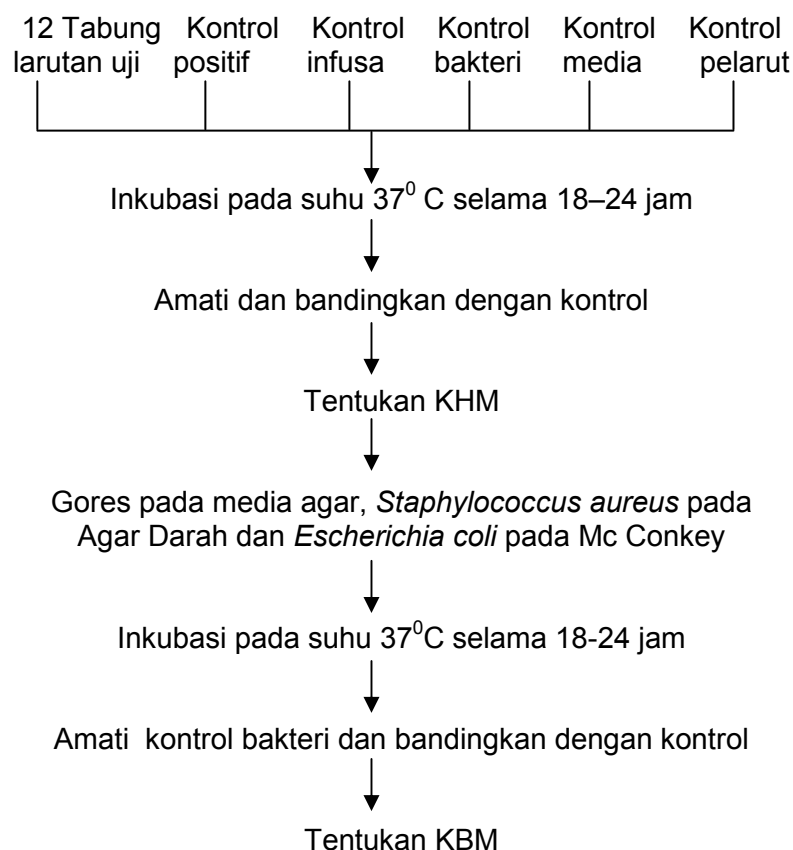 12 Tabung Kontrol Kontrol Kontrol Kontrol Kontrol
larutan uji positif infusa bakteri media pelarut
Inkubasi pada suhu 37⁰ C selama 18–24 jam
Amati dan bandingkan dengan kontrol
Tentukan KHM
Gores pada media agar, Staphylococcus aureus pada
Agar Darah dan Escherichia coli pada Mc Conkey
Inkubasi pada suhu 37⁰C selama 18-24 jam
Amati kontrol bakteri dan bandingkan dengan kontrol
Tentukan KBM